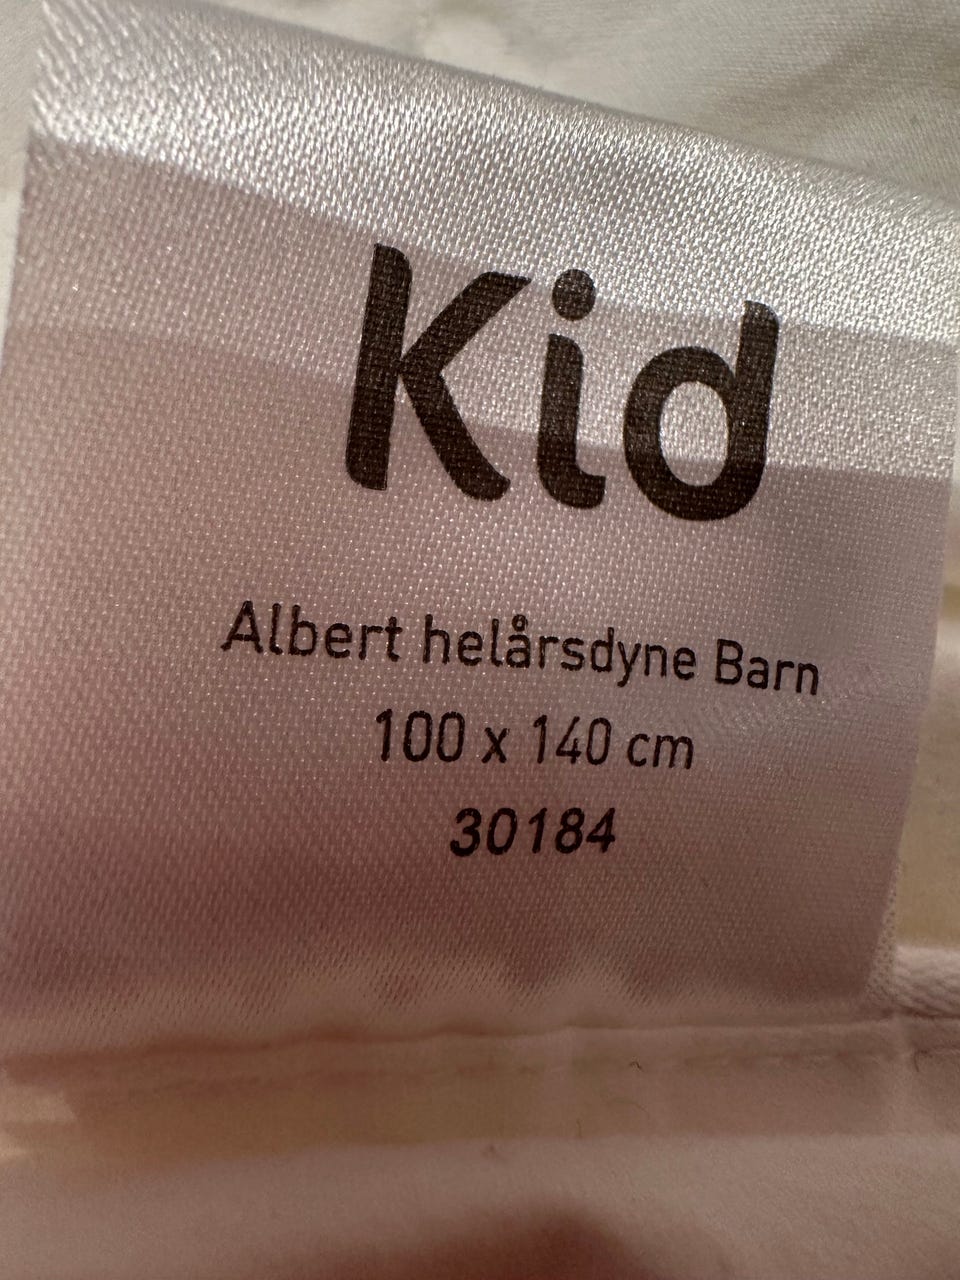 Kid
Albert helårsdyne Barn
100 x 140 cm
30184